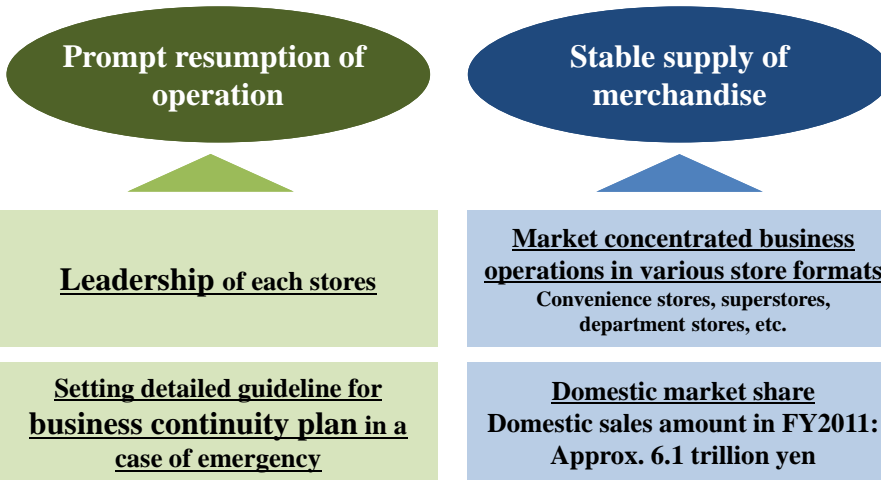 Prompt resumption of
operation
Stable supply of
merchandise
Leadership of each stores
Market concentrated business
operations in various store formats
Convenience stores, superstores,
department stores, etc.
Setting detailed guideline for
business continuity plan in a
case of emergency
Domestic market share
Domestic sales amount in FY2011:
Approx. 6.1 trillion yen